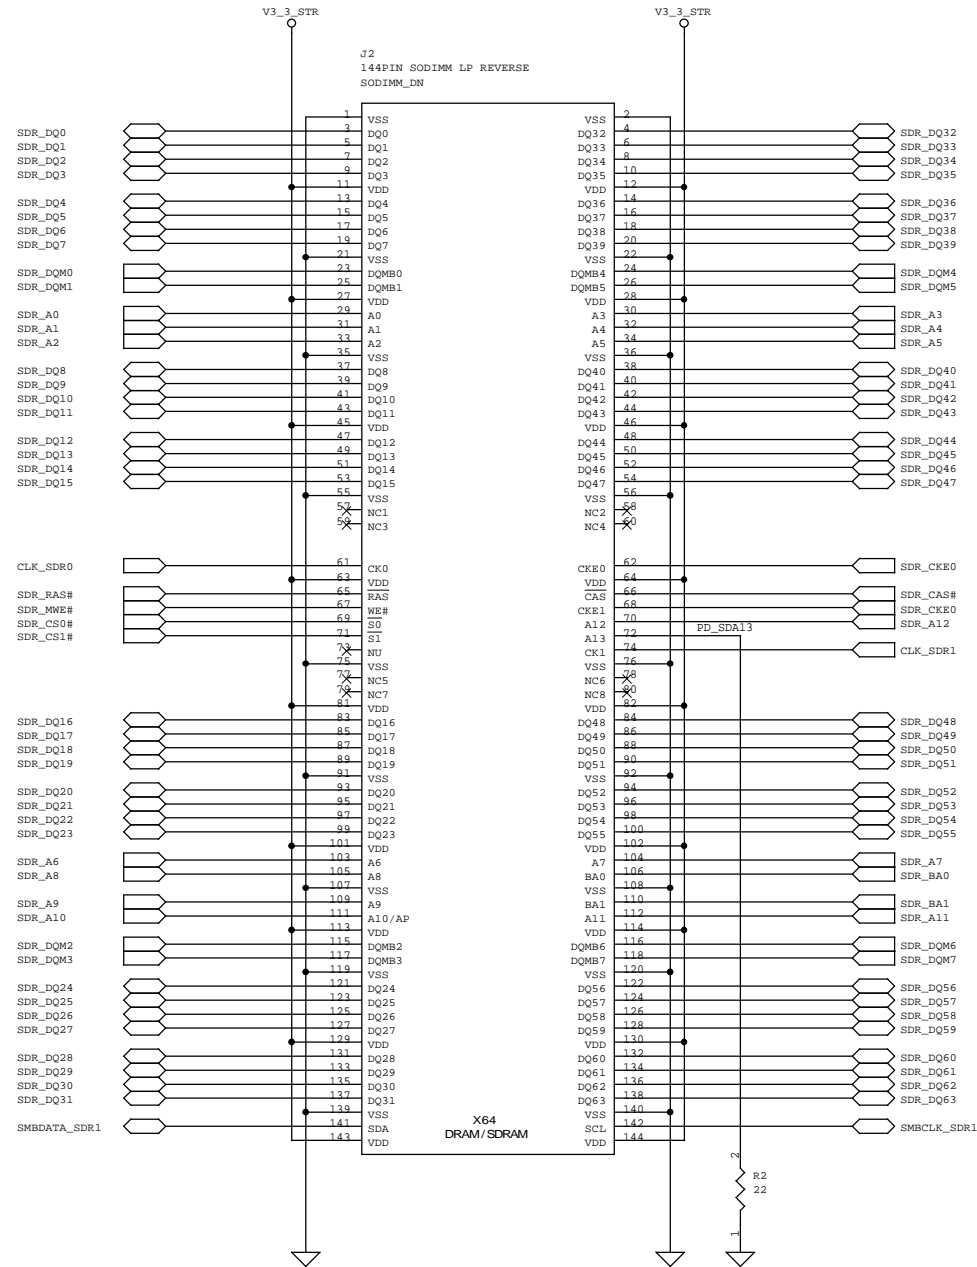 V3_3_STR V3_3_STR
J2
144PIN SODIMM LP REVERSE
SODIMM_DN
1 VSS VSS 2
SDR_DQ0 3 DQ0 DQ32 4 SDR_DQ32
SDR_DQ1 5 DQ1 DQ33 6 SDR_DQ33
SDR_DQ2 7 DQ2 DQ34 8 SDR_DQ34
SDR_DQ3 9 DQ3 DQ35 10 SDR_DQ35
11 VDD VDD 12
SDR_DQ4 13 DQ4 DQ36 14 SDR_DQ36
SDR_DQ5 15 DQ5 DQ37 16 SDR_DQ37
SDR_DQ6 17 DQ6 DQ38 18 SDR_DQ38
SDR_DQ7 19 DQ7 DQ39 20 SDR_DQ39
21 VSS VSS 22
SDR_DQM0 23 DQMB0 DQMB4 24 SDR_DQM4
SDR_DQM1 25 DQMB1 DQMB5 26 SDR_DQM5
27 VDD VDD 28
SDR_A0 29 A0 A3 30 SDR_A3
SDR_A1 31 A1 A4 32 SDR_A4
SDR_A2 33 A2 A5 34 SDR_A5
35 VSS VSS 36
SDR_DQ8 37 DQ8 DQ40 38 SDR_DQ40
SDR_DQ9 39 DQ9 DQ41 40 SDR_DQ41
SDR_DQ10 41 DQ10 DQ42 42 SDR_DQ42
SDR_DQ11 43 DQ11 DQ43 44 SDR_DQ43
45 VDD VDD 46
SDR_DQ12 47 DQ12 DQ44 48 SDR_DQ44
SDR_DQ13 49 DQ13 DQ45 50 SDR_DQ45
SDR_DQ14 51 DQ14 DQ46 52 SDR_DQ46
SDR_DQ15 53 DQ15 DQ47 54 SDR_DQ47
55 VSS VSS 56
57 NC1 NC2 58
59 NC3 NC4 60
CLK_SDR0 61 CK0 CKE0 62 SDR_CKE0
63 VDD VDD 64
SDR_RAS# 65 RAS CAS 66 SDR_CAS#
SDR_MWE# 67 WE# CKE1 68 SDR_CKE0
SDR_CS0# 69 S0 A12 70 SDR_A12
SDR_CS1# 71 S1 A13 72 PD_SDA13
73 NU CK1 74 CLK_SDR1
75 VSS VSS 76
77 NC5 NC6 78
79 NC7 NC8 80
81 VDD VDD 82
SDR_DQ16 83 DQ16 DQ48 84 SDR_DQ48
SDR_DQ17 85 DQ17 DQ49 86 SDR_DQ49
SDR_DQ18 87 DQ18 DQ50 88 SDR_DQ50
SDR_DQ19 89 DQ19 DQ51 90 SDR_DQ51
91 VSS VSS 92
SDR_DQ20 93 DQ20 DQ52 94 SDR_DQ52
SDR_DQ21 95 DQ21 DQ53 96 SDR_DQ53
SDR_DQ22 97 DQ22 DQ54 98 SDR_DQ54
SDR_DQ23 99 DQ23 DQ55 100 SDR_DQ55
101 VDD VDD 102
SDR_A6 103 A6 A7 104 SDR_A7
SDR_A8 105 A8 BA0 106 SDR_BA0
107 VSS VSS 108
SDR_A9 109 A9 BA1 110 SDR_BA1
SDR_A10 111 A10/AP A11 112 SDR_A11
113 VDD VDD 114
SDR_DQM2 115 DQMB2 DQMB6 116 SDR_DQM6
SDR_DQM3 117 DQMB3 DQMB7 118 SDR_DQM7
119 VSS VSS 120
SDR_DQ24 121 DQ24 DQ56 122 SDR_DQ56
SDR_DQ25 123 DQ25 DQ57 124 SDR_DQ57
SDR_DQ26 125 DQ26 DQ58 126 SDR_DQ58
SDR_DQ27 127 DQ27 DQ59 128 SDR_DQ59
129 VDD VDD 130
SDR_DQ28 131 DQ28 DQ60 132 SDR_DQ60
SDR_DQ29 133 DQ29 DQ61 134 SDR_DQ61
SDR_DQ30 135 DQ30 DQ62 136 SDR_DQ62
SDR_DQ31 137 DQ31 DQ63 138 SDR_DQ63
139 VSS VSS 140
SMBDATA_SDR1 141 SDA SCL 142 SMBCLK_SDR1
143 VDD VDD 144
X64
DRAM/SDRAM
2
R2
22
1